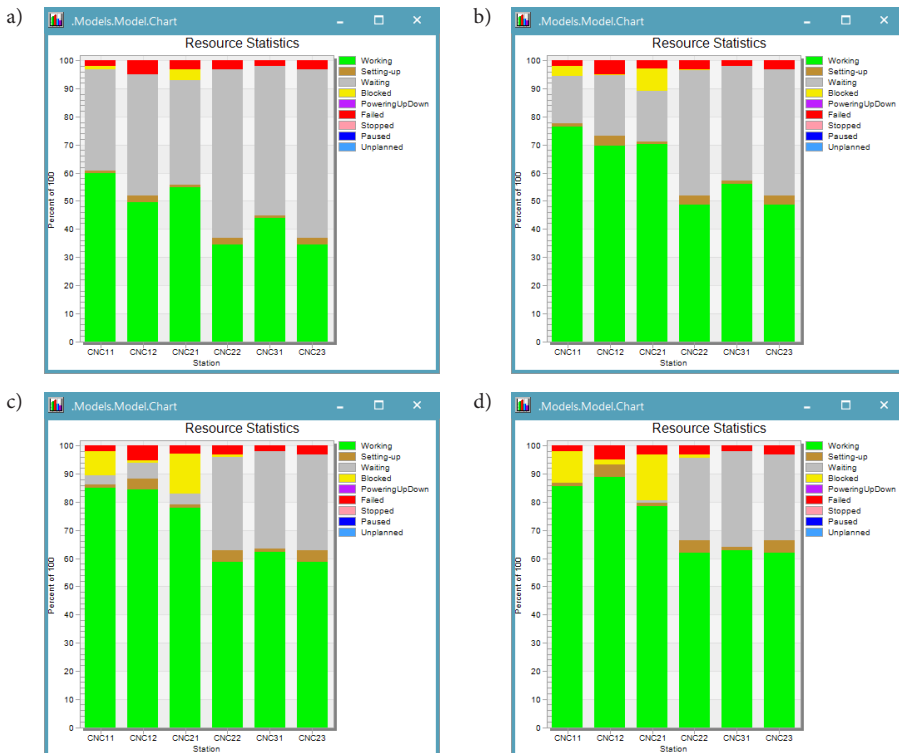 a)
.Models.Model.Chart
Resource Statistics
Percent of 100
100
90
80
70
60
50
40
30
20
10
0
CNC11 CNC12 CNC21 CNC22 CNC31 CNC23
Station
Working
Setting-up
Waiting
Blocked
PoweringUpDown
Failed
Stopped
Paused
Unplanned
b)
.Models.Model.Chart
Resource Statistics
Percent of 100
100
90
80
70
60
50
40
30
20
10
0
CNC11 CNC12 CNC21 CNC22 CNC31 CNC23
Station
Working
Setting-up
Waiting
Blocked
PoweringUpDown
Failed
Stopped
Paused
Unplanned
c)
.Models.Model.Chart
Resource Statistics
Percent of 100
100
90
80
70
60
50
40
30
20
10
0
CNC11 CNC12 CNC21 CNC22 CNC31 CNC23
Station
Working
Setting-up
Waiting
Blocked
PoweringUpDown
Failed
Stopped
Paused
Unplanned
d)
.Models.Model.Chart
Resource Statistics
Percent of 100
100
90
80
70
60
50
40
30
20
10
0
CNC11 CNC12 CNC21 CNC22 CNC31 CNC23
Station
Working
Setting-up
Waiting
Blocked
PoweringUpDown
Failed
Stopped
Paused
Unplanned